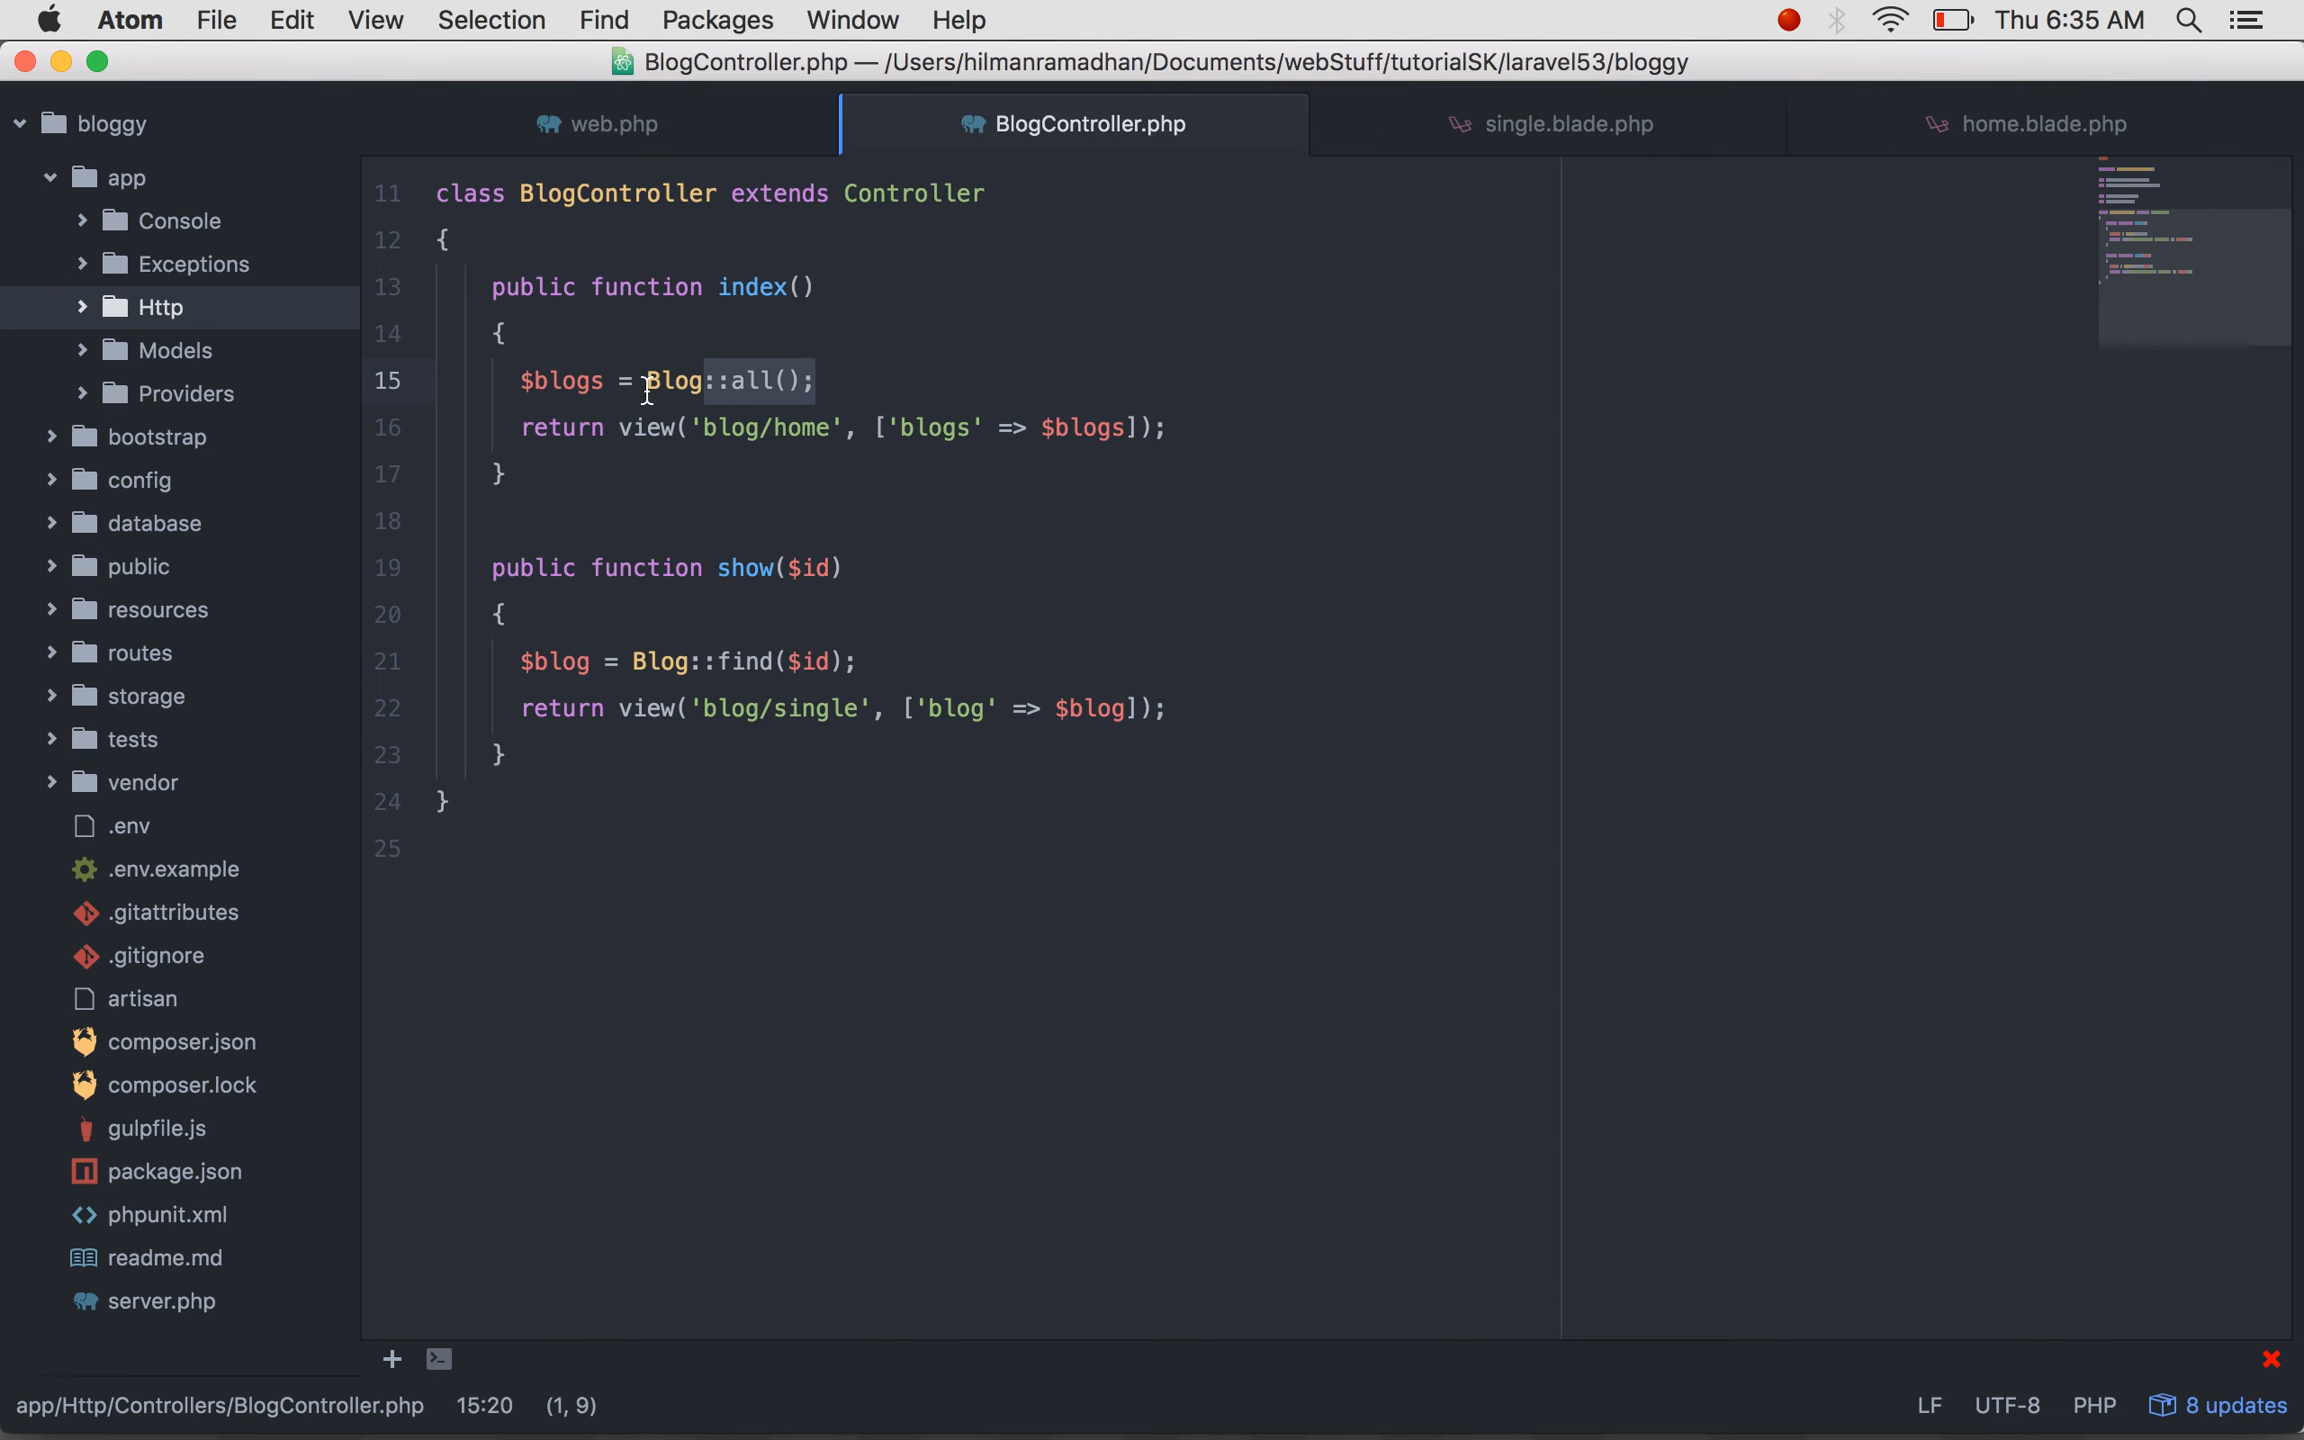 Atom File Edit View Selection Find Packages Window Help Thu 6:35 AM
BlogController.php — /Users/hilmanramadhan/Documents/webStuff/tutorialSK/laravel53/bloggy
bloggy
app
Console
Exceptions
Http
Models
Providers
bootstrap
config
database
public
resources
routes
storage
tests
vendor
.env
.env.example
.gitattributes
.gitignore
artisan
composer.json
composer.lock
gulpfile.js
package.json
phpunit.xml
readme.md
server.php
web.php BlogController.php single.blade.php home.blade.php
11 class BlogController extends Controller
12 {
13 public function index()
14 {
15 $blogs = Blog::all();
16 return view('blog/home', ['blogs' => $blogs]);
17 }
18
19 public function show($id)
20 {
21 $blog = Blog::find($id);
22 return view('blog/single', ['blog' => $blog]);
23 }
24 }
25
app/Http/Controllers/BlogController.php 15:20 (1, 9) LF UTF-8 PHP 8 updates